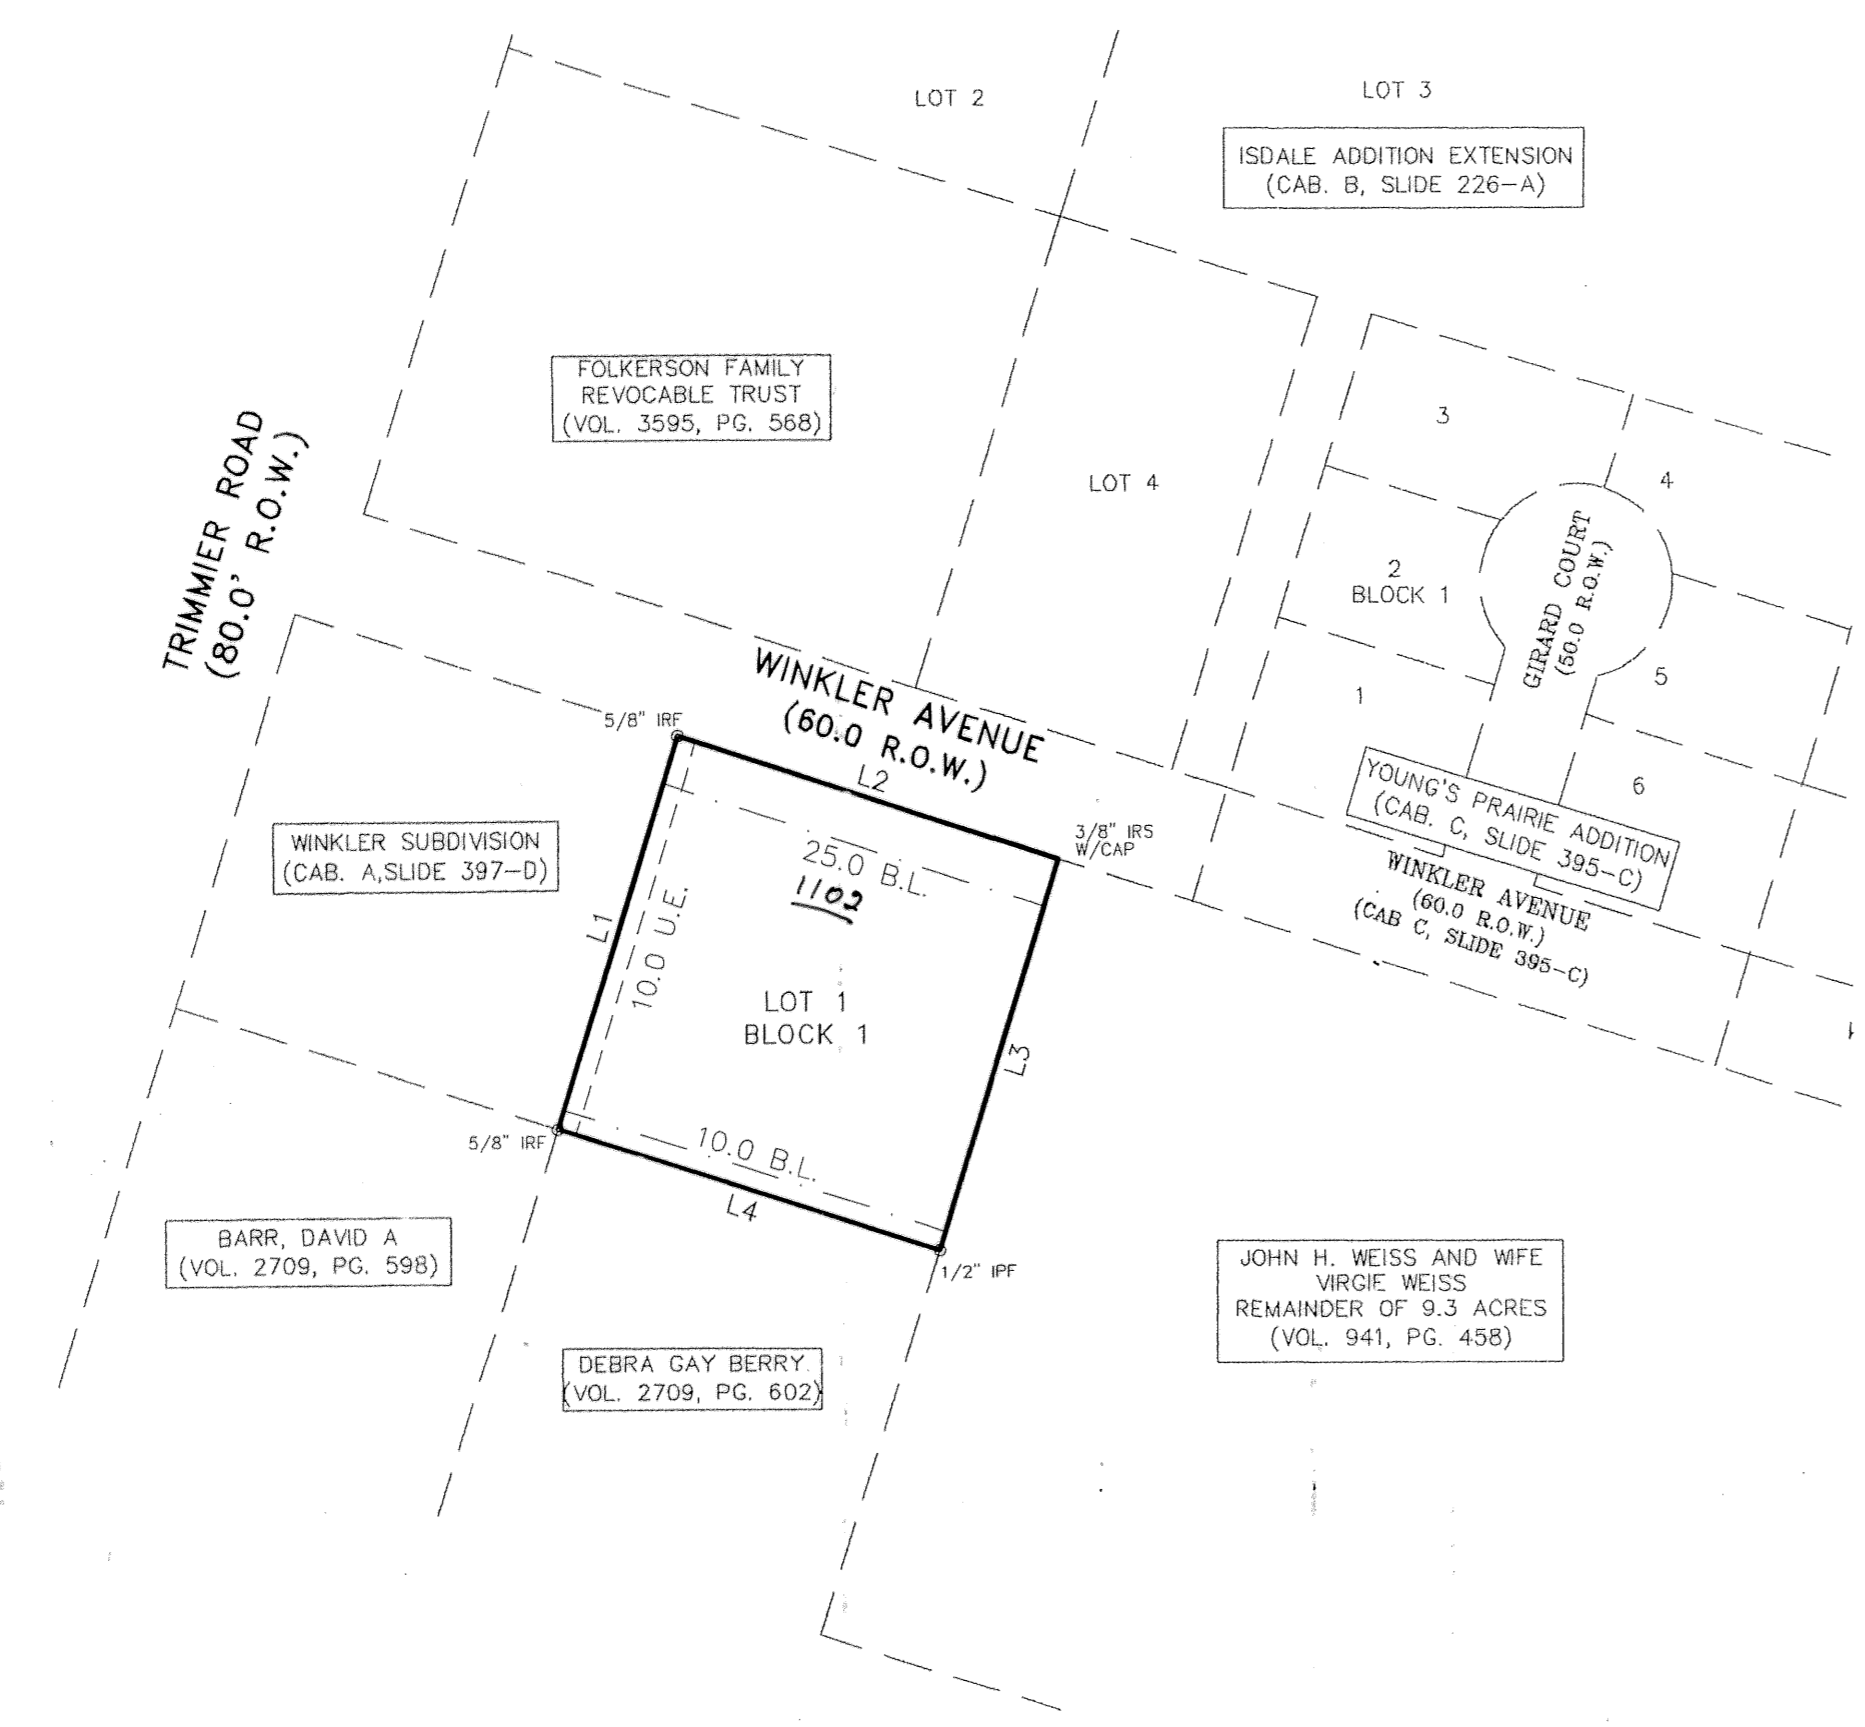 LOT 2
LOT 3
ISDALE ADDITION EXTENSION
(CAB. B, SLIDE 226-A)
FOLKERSON FAMILY
REVOCABLE TRUST
(VOL. 3595, PG. 568)
TRIMMIER ROAD
(80.0' R.O.W.)
LOT 4
3
4
2
BLOCK 1
GIRARD COURT
(50.0 R.O.W.)
1
5
6
WINKLER AVENUE
(60.0 R.O.W.)
5/8" IRF
L2
YOUNG'S PRAIRIE ADDITION
(CAB. C, SLIDE 395-C)
WINKLER AVENUE
(60.0 R.O.W.)
(CAB C, SLIDE 395-C)
3/8" IRS
W/CAP
WINKLER SUBDIVISION
(CAB. A,SLIDE 397-D)
25.0 B.L.
1102
L1
10.0 U.E.
LOT 1
BLOCK 1
L3
5/8" IRF
10.0 B.L.
L4
1/2" IPF
BARR, DAVID A
(VOL. 2709, PG. 598)
JOHN H. WEISS AND WIFE
VIRGIE WEISS
REMAINDER OF 9.3 ACRES
(VOL. 941, PG. 458)
DEBRA GAY BERRY
(VOL. 2709, PG. 602)